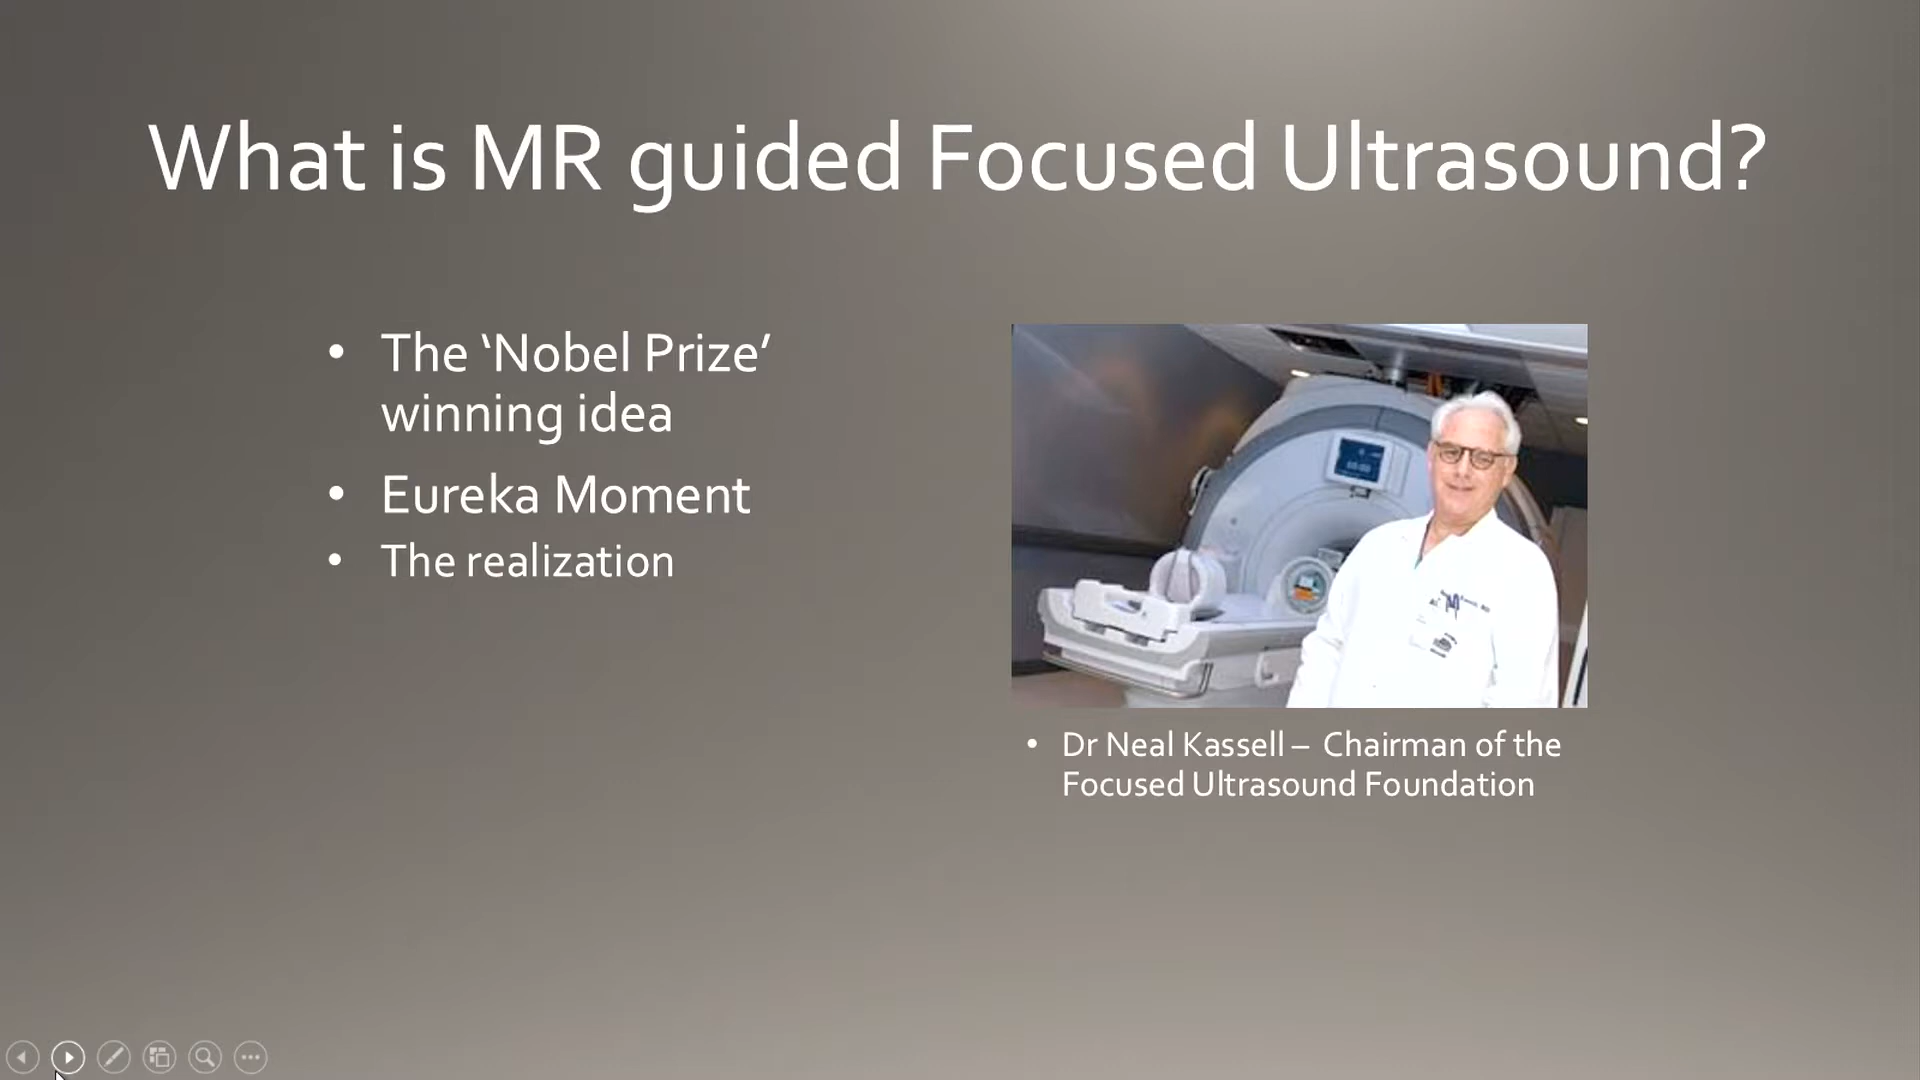 What is MR guided Focused Ultrasound?
• The ‘Nobel Prize’
winning idea
• Eureka Moment
• The realization
• Dr Neal Kassell – Chairman of the
Focused Ultrasound Foundation